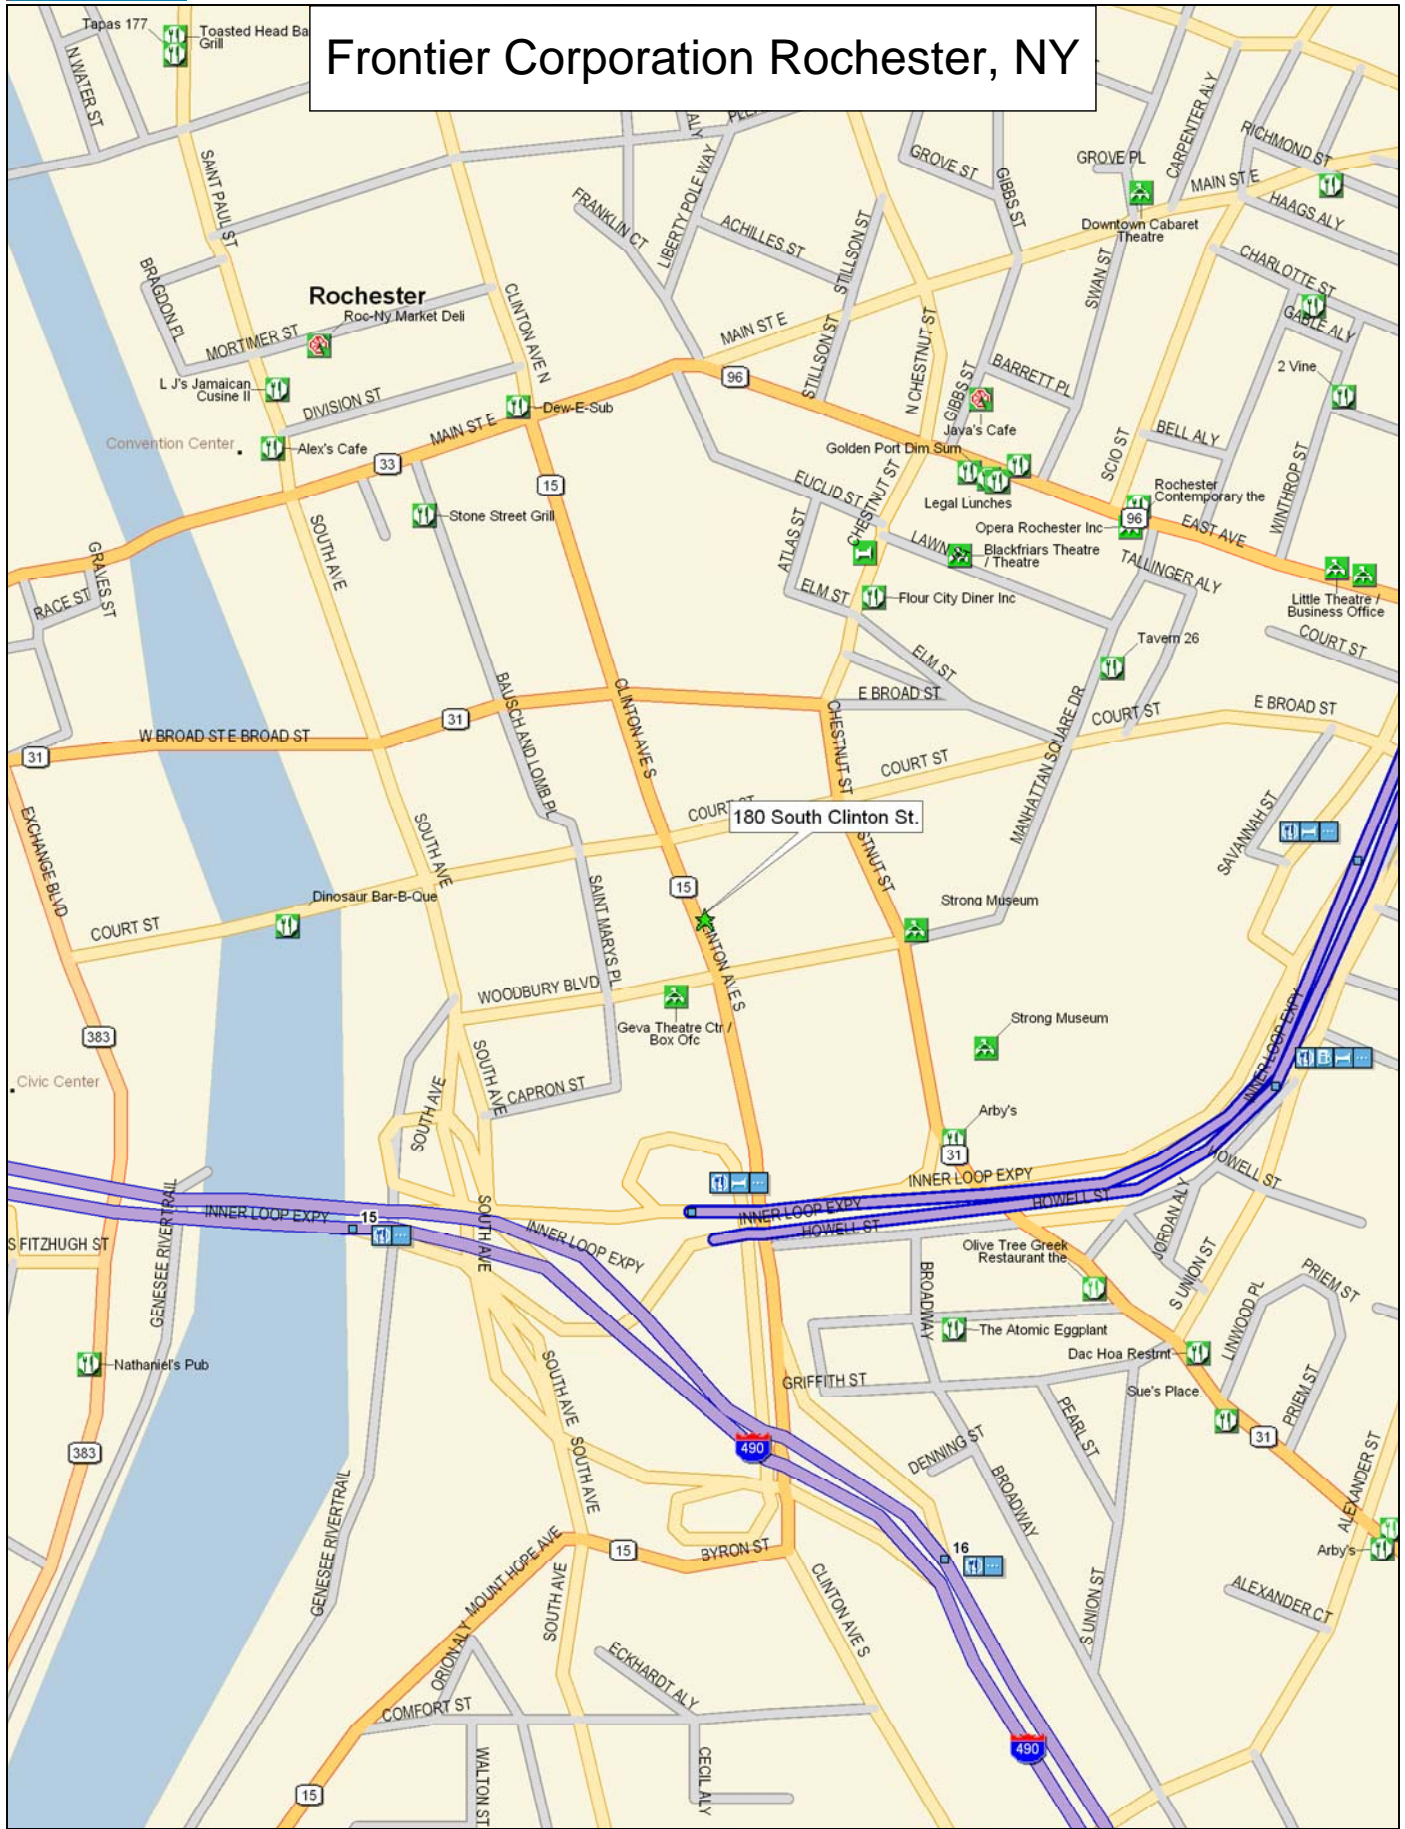 Frontier Corporation Rochester, NY
Tapas 177
Toasted Head Ba
Grill
N WATER ST
SAINT PAUL ST
ALY
LIBERTY POLE WAY
FRANKLIN CT
ACHILLES ST
STILLSON ST
GROVE ST
GIBBS ST
GROVE PL
CARPENTER ALY
RICHMOND ST
MAIN ST E
HAAGS ALY
Downtown Cabaret
Theatre
CHARLOTTE ST
GABLE ALY
SWAN ST
BRAGDON PL
Rochester
Roc-Ny Market Deli
MORTIMER ST
CLINTON AVE N
MAIN ST E
STILLSON ST
N CHESTNUT ST
GIBBS ST
BARRETT PL
2 Vine
L J's Jamaican
Cusine II
DIVISION ST
96
Dew-E-Sub
Java's Cafe
MAIN ST E
Convention Center
Alex's Cafe
33
15
Golden Port Dim Sum
SCIO ST
BELL ALY
WINTHROP ST
EUCLID ST
CHESTNUT ST
Legal Lunches
Rochester
Contemporary the
96
Stone Street Grill
Opera Rochester Inc
EAST AVE
SOUTH AVE
ATLAS ST
LAWN
Blackfriars Theatre
/ Theatre
TALLINGER ALY
GRAVES ST
RACE ST
ELM ST
Flour City Diner Inc
Little Theatre /
Business Office
COURT ST
Tavern 26
ELM ST
BAUSCH AND LOMB PL
CLINTON AVE S
E BROAD ST
MANHATTAN SQUARE DR
COURT ST
E BROAD ST
31
W BROAD ST E BROAD ST
31
CHESTNUT ST
COURT ST
EXCHANGE BLVD
SOUTH AVE
COURT ST
180 South Clinton St.
STNUT ST
SAVANNAH ST
15
Dinosaur Bar-B-Que
SAINT MARYS PL
COURT ST
Strong Museum
INTON AVE S
WOODBURY BLVD
Geva Theatre Ctr /
Box Ofc
Strong Museum
383
INNER LOOP EXPY
Civic Center
SOUTH AVE
SOUTH AVE
CAPRON ST
Arby's
31
HOWELL ST
INNER LOOP EXPY
HOWELL ST
GENESEE RIVERTRAIL
INNER LOOP EXPY
15
SOUTH AVE
INNER LOOP EXPY
INNER LOOP EXPY
HOWELL ST
JORDAN ALY
S FITZHUGH ST
Olive Tree Greek
Restaurant the
S UNION ST
PRIEM ST
BROADWAY
LINWOOD PL
The Atomic Eggplant
Dac Hoa Restrnt
Nathaniel's Pub
SOUTH AVE
GRIFFITH ST
Sue's Place
PEARL ST
PRIEM ST
31
383
490
SOUTH AVE
DENNING ST
BROADWAY
ALEXANDER ST
GENESEE RIVERTRAIL
MOUNT HOPE AVE
15
BYRON ST
16
Arby's
SOUTH AVE
CLINTON AVE S
S UNION ST
ALEXANDER CT
ORION ALY
ECKHARDT ALY
COMFORT ST
490
WALTON ST
CECIL ALY
15